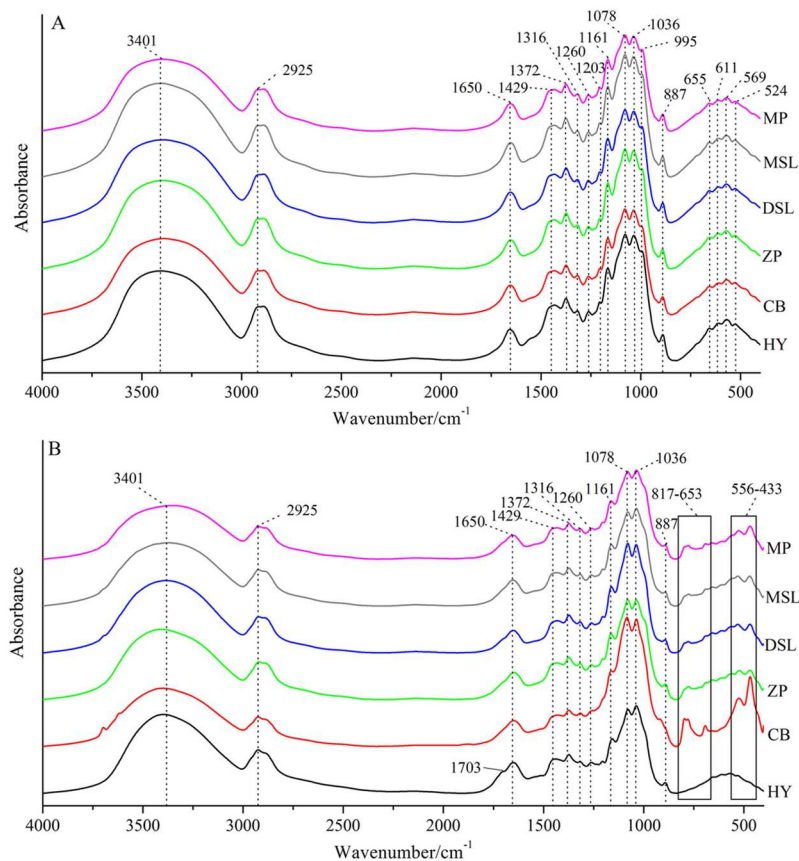 A
3401
2925
1650
1429
1372
1316
1260
1203
1161
1078
1036
995
887
655
611
569
524
MP
MSL
DSL
ZP
CB
HY
Absorbance
4000 3500 3000 2500 2000 1500 1000 500
Wavenumber/cm-1
B
3401
2925
1703
1650
1429
1372
1316
1260
1161
1078
1036
887
817-653
556-433
MP
MSL
DSL
ZP
CB
HY
Absorbance
4000 3500 3000 2500 2000 1500 1000 500
Wavenumber/cm-1